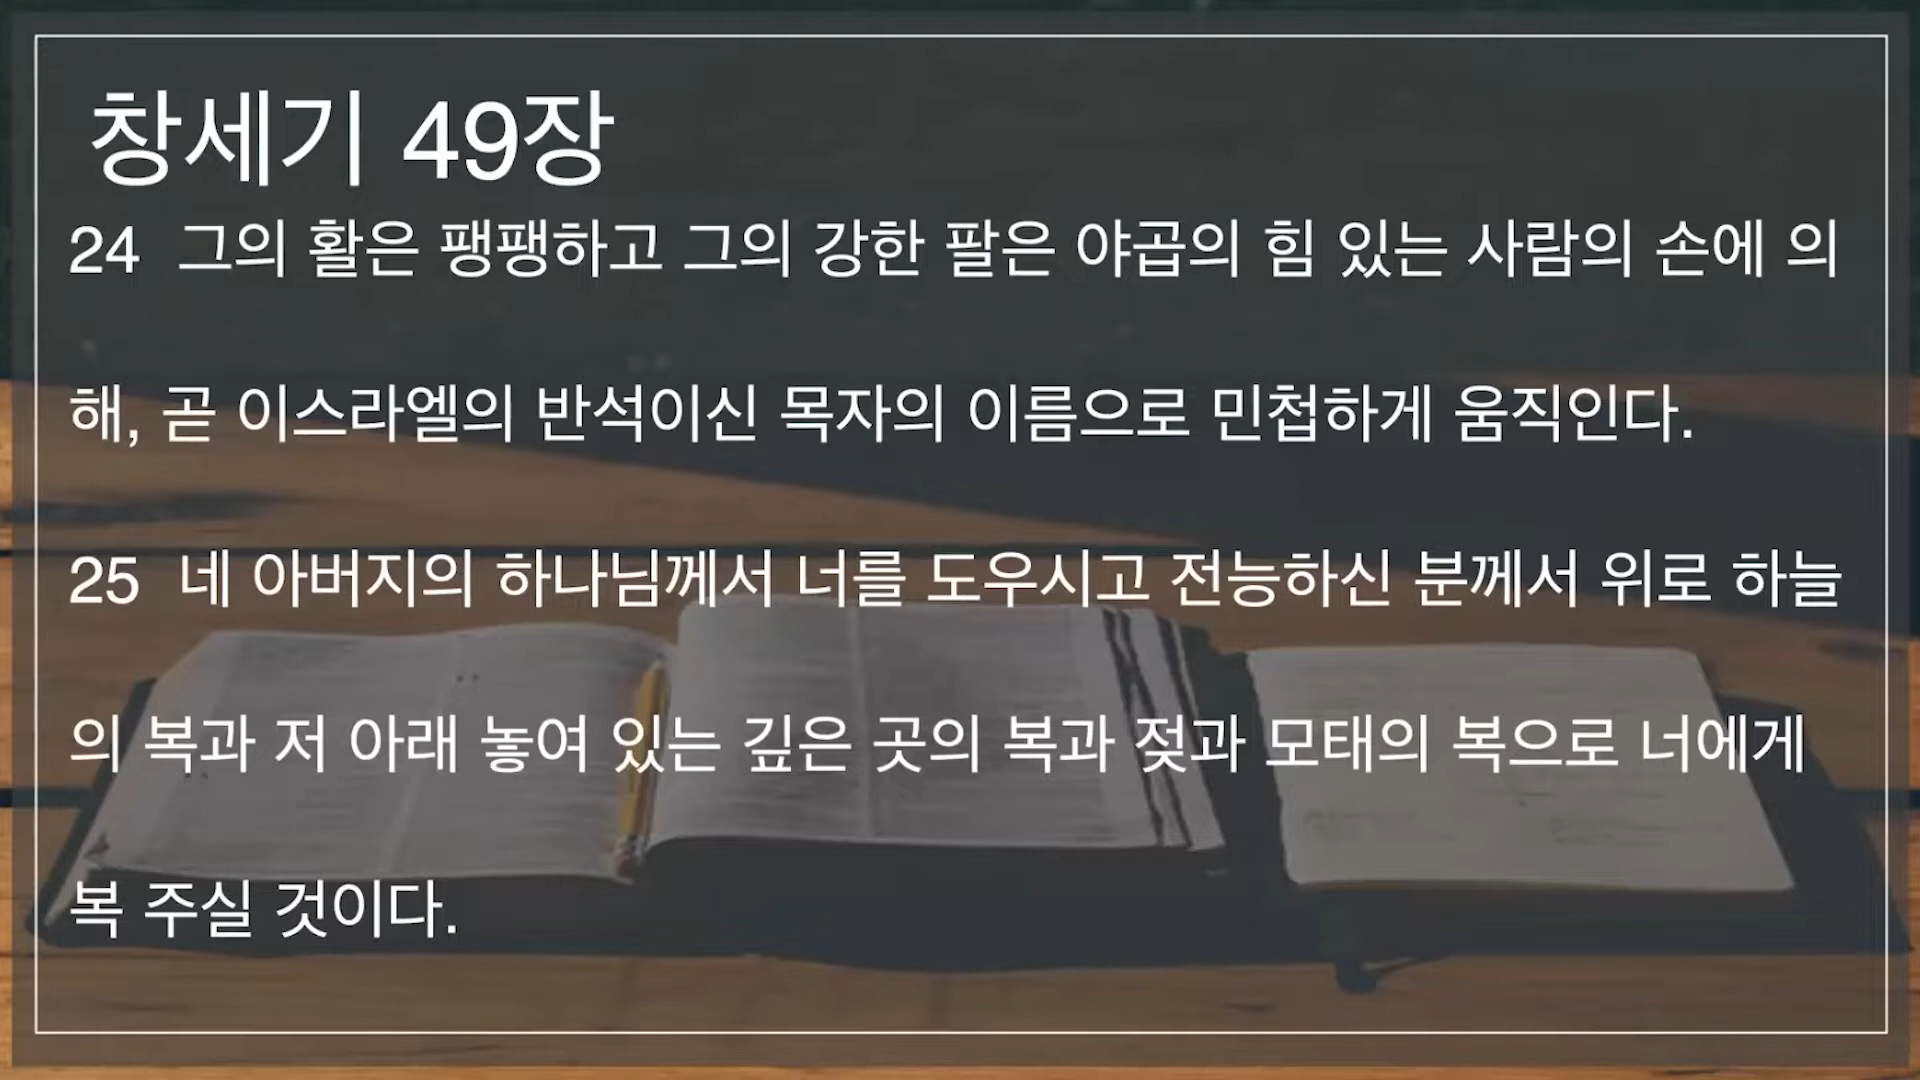 창세기 49장
24 그의 활은 팽팽하고 그의 강한 팔은 야곱의 힘 있는 사람의 손에 의
해, 곧 이스라엘의 반석이신 목자의 이름으로 민첩하게 움직인다.
25 네 아버지의 하나님께서 너를 도우시고 전능하신 분께서 위로 하늘
의 복과 저 아래 놓여 있는 깊은 곳의 복과 젖과 모태의 복으로 너에게
복 주실 것이다.